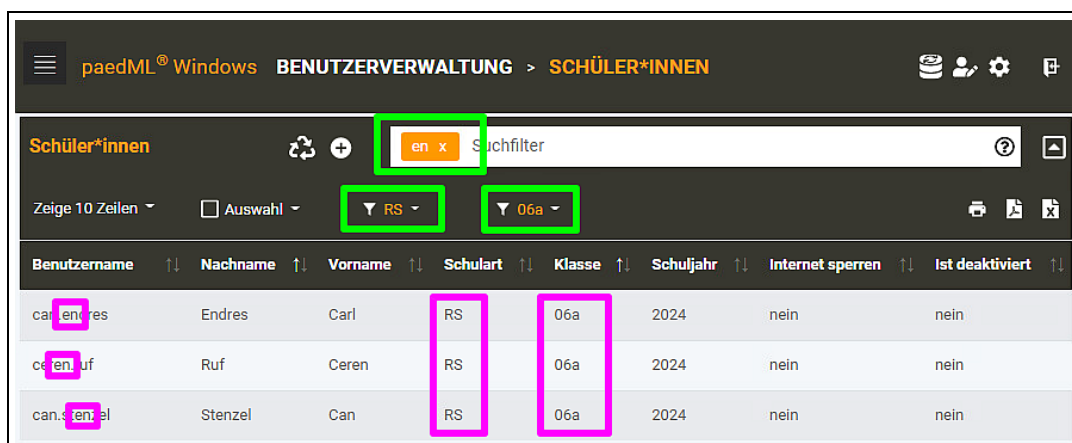 paedML® Windows BENUTZERVERWALTUNG > SCHÜLER*INNEN
Schüler*innen en x Suchfilter
Zeige 10 Zeilen Auswahl RS 06a
Benutzername Nachname Vorname Schulart Klasse Schuljahr Internet sperren Ist deaktiviert
Endres Carl RS 06a 2024 nein nein
ceren.ruf Ruf Ceren RS 06a 2024 nein nein
can.stenzel Stenzel Can RS 06a 2024 nein nein